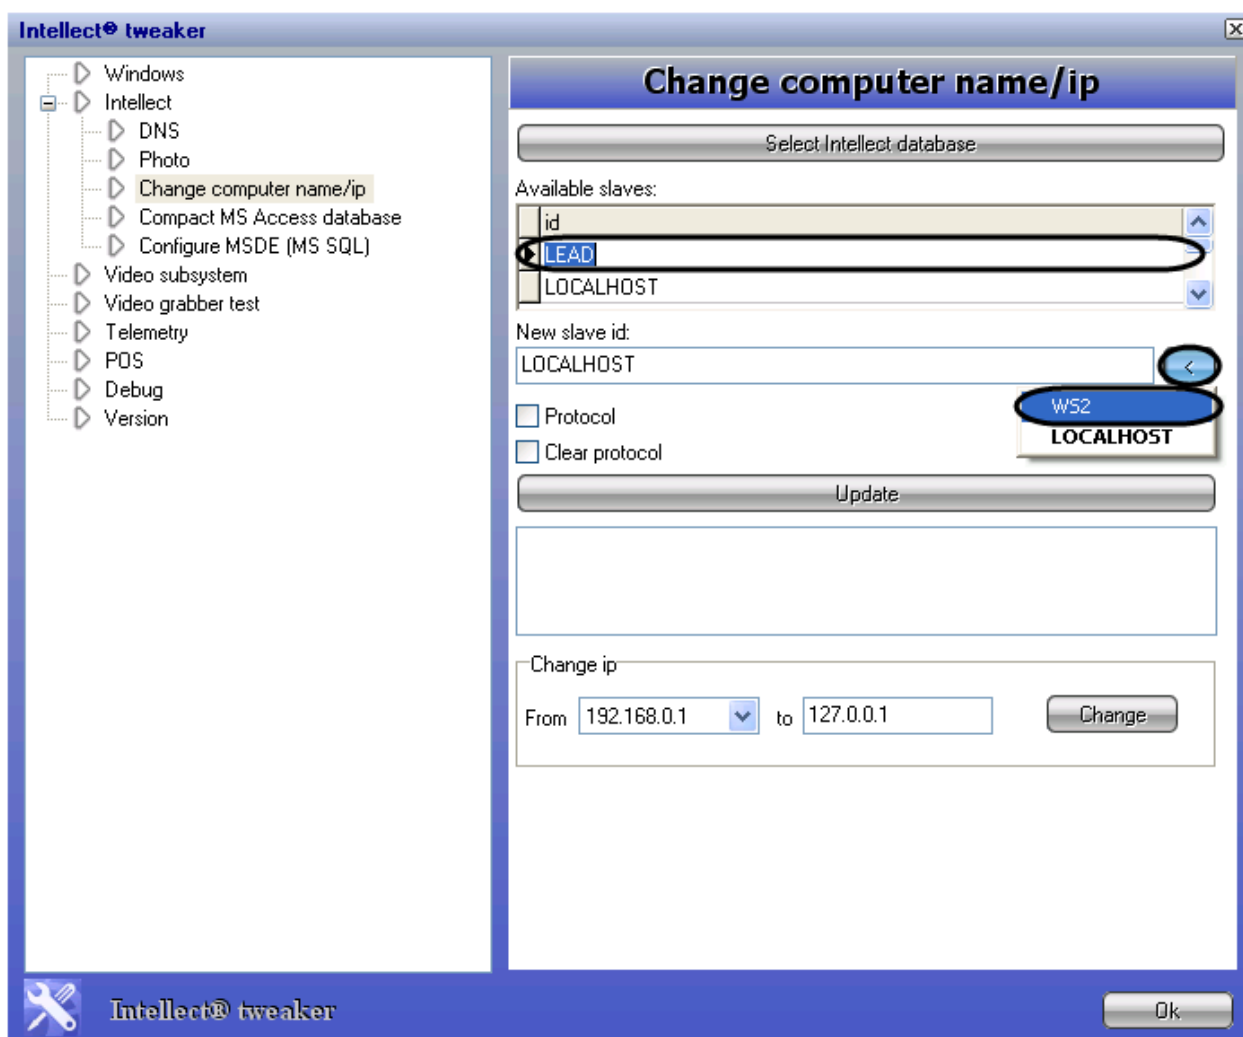 Intellect® tweaker
Windows
Intellect
DNS
Photo
Change computer name/ip
Compact MS Access database
Configure MSDE (MS SQL)
Video subsystem
Video grabber test
Telemetry
POS
Debug
Version
Change computer name/ip
Select Intellect database
Available slaves:
id
LEAD
LOCALHOST
New slave id:
LOCALHOST <
WS2
LOCALHOST
Protocol
Clear protocol
Update
Change ip
From 192.168.0.1 to 127.0.0.1 Change
Intellect® tweaker
Ok